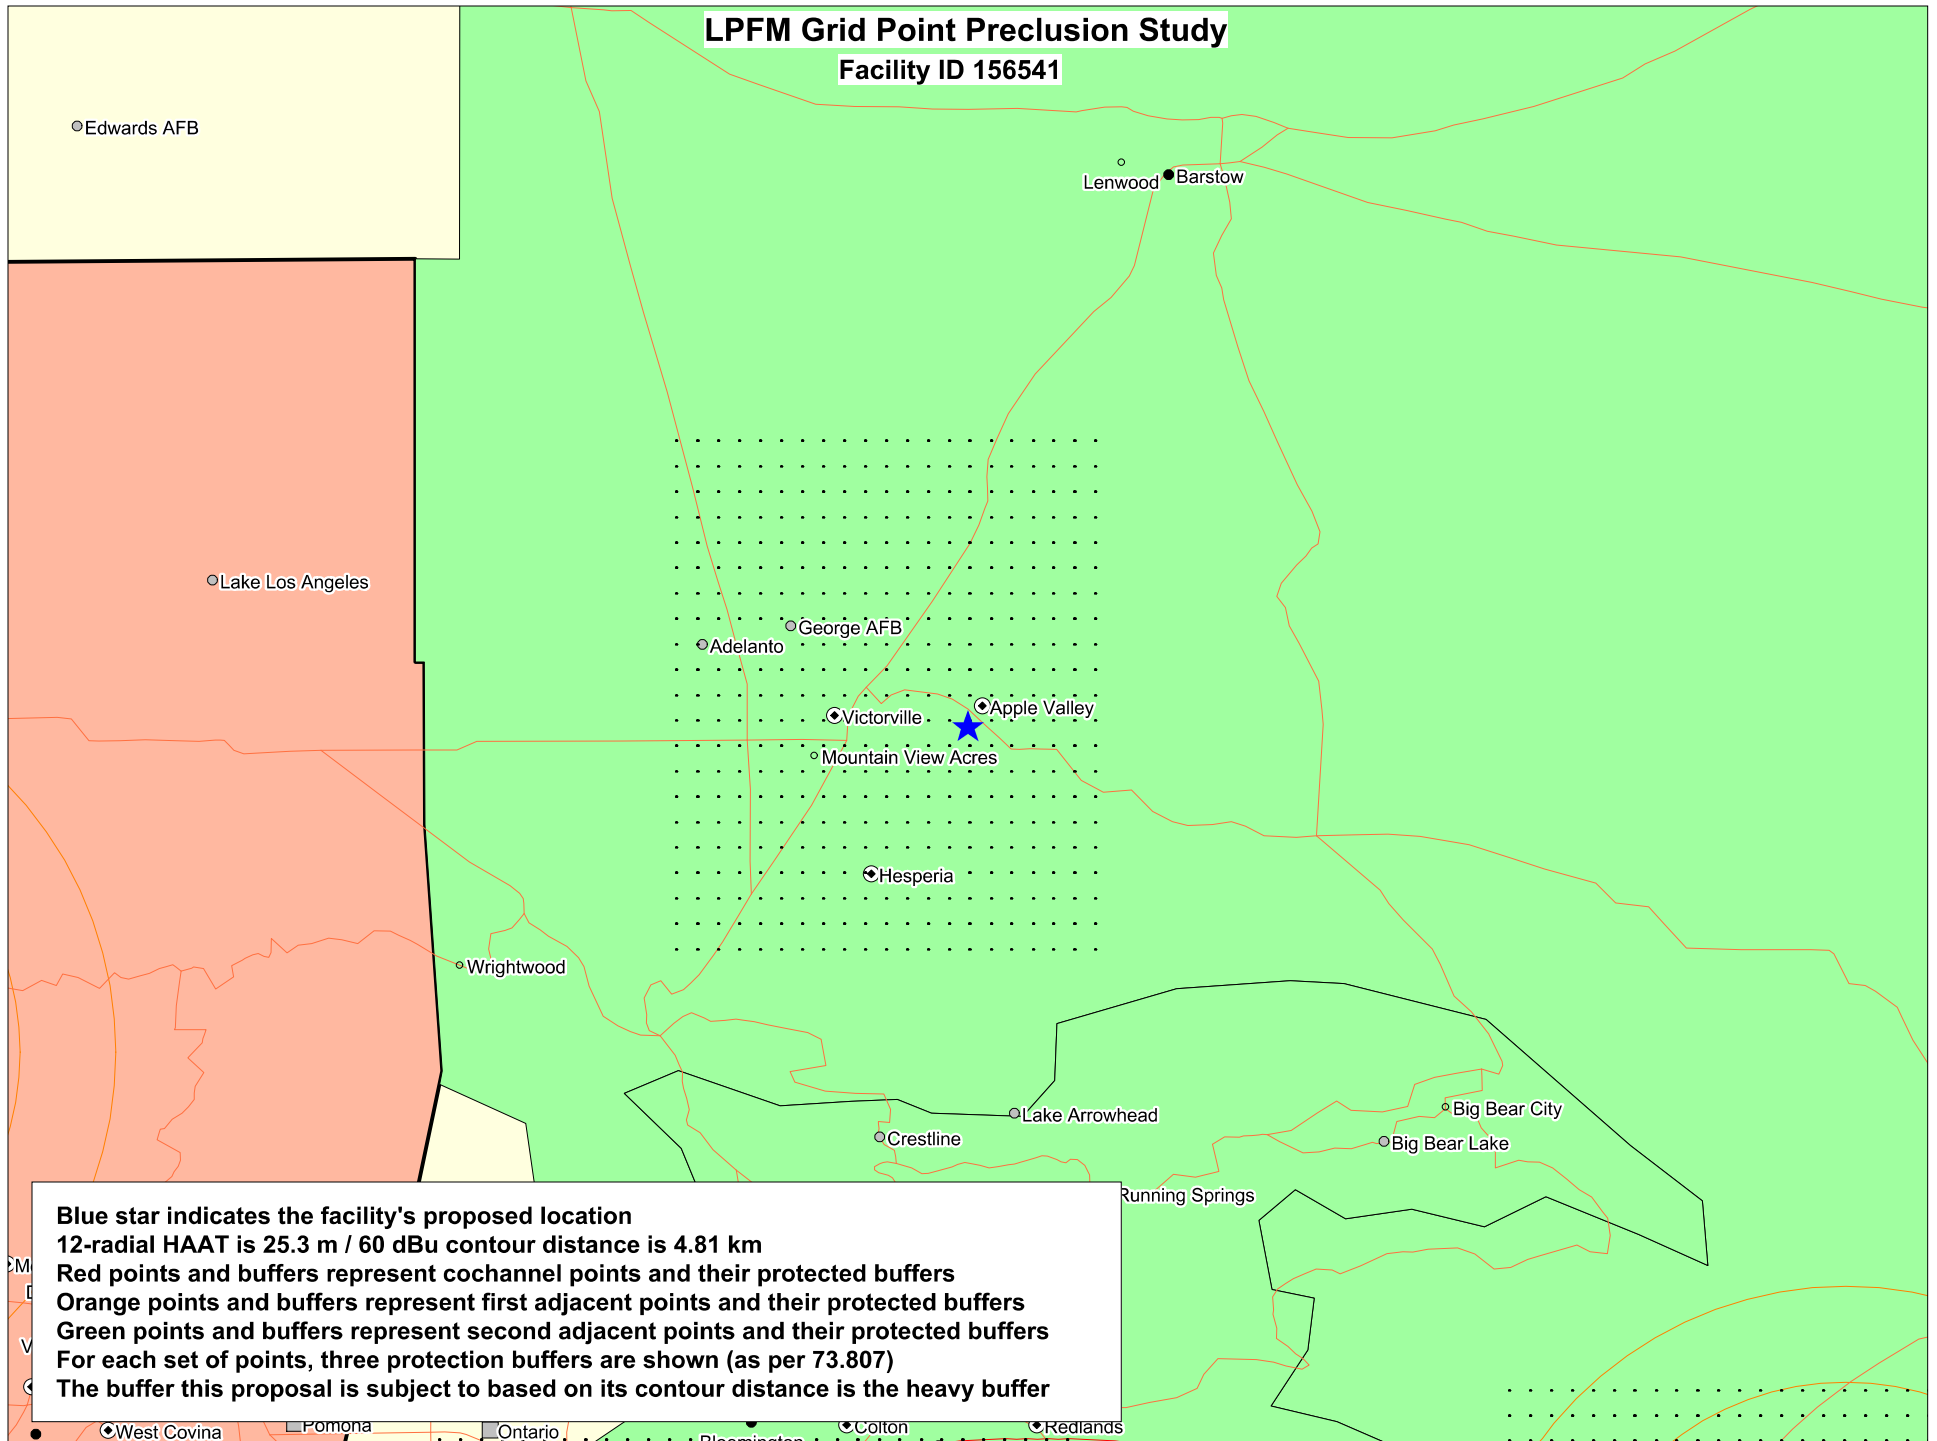 LPFM Grid Point Preclusion Study
Facility ID 156541
Edwards AFB
Lenwood
Barstow
Lake Los Angeles
George AFB
Adelanto
Apple Valley
Victorville
Mountain View Acres
Hesperia
Wrightwood
Big Bear City
Lake Arrowhead
Crestline
Big Bear Lake
Running Springs
Blue star indicates the facility's proposed location
12-radial HAAT is 25.3 m / 60 dBu contour distance is 4.81 km
Red points and buffers represent cochannel points and their protected buffers
Orange points and buffers represent first adjacent points and their protected buffers
Green points and buffers represent second adjacent points and their protected buffers
For each set of points, three protection buffers are shown (as per 73.807)
The buffer this proposal is subject to based on its contour distance is the heavy buffer
West Covina
Pomona
Ontario
Bloomington
Colton
Redlands